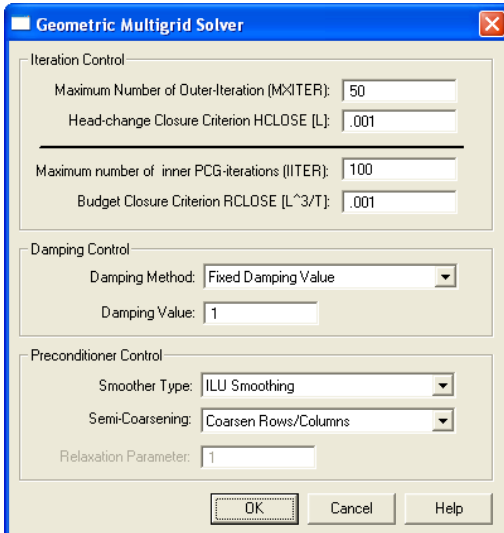 Geometric Multigrid Solver
Iteration Control
Maximum Number of Outer-Iteration (MXITER): 50
Head-change Closure Criterion HCLOSE [L]: .001
Maximum number of inner PCG-iterations (IITER): 100
Budget Closure Criterion RCLOSE [L^3/T]: .001
Damping Control
Damping Method: Fixed Damping Value
Damping Value: 1
Preconditioner Control
Smoother Type: ILU Smoothing
Semi-Coarsening: Coarsen Rows/Columns
Relaxation Parameter: 1
OK Cancel Help